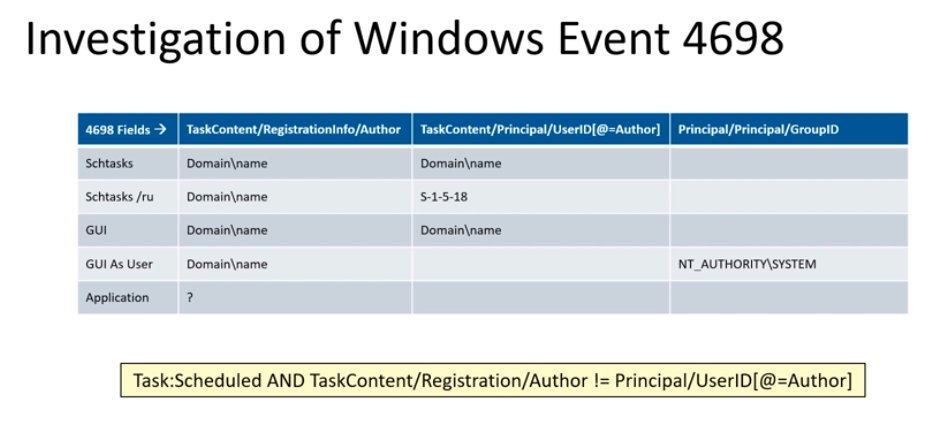 Investigation of Windows Event 4698
4698 Fields → TaskContent/RegistrationInfo/Author TaskContent/Principal/UserID[@=Author] Principal/Principal/GroupID
Schtasks Domain\name Domain\name
Schtasks /ru Domain\name S-1-5-18
GUI Domain\name Domain\name
GUI As User Domain\name NT_AUTHORITY\SYSTEM
Application ?
Task:Scheduled AND TaskContent/Registration/Author != Principal/UserID[@=Author]